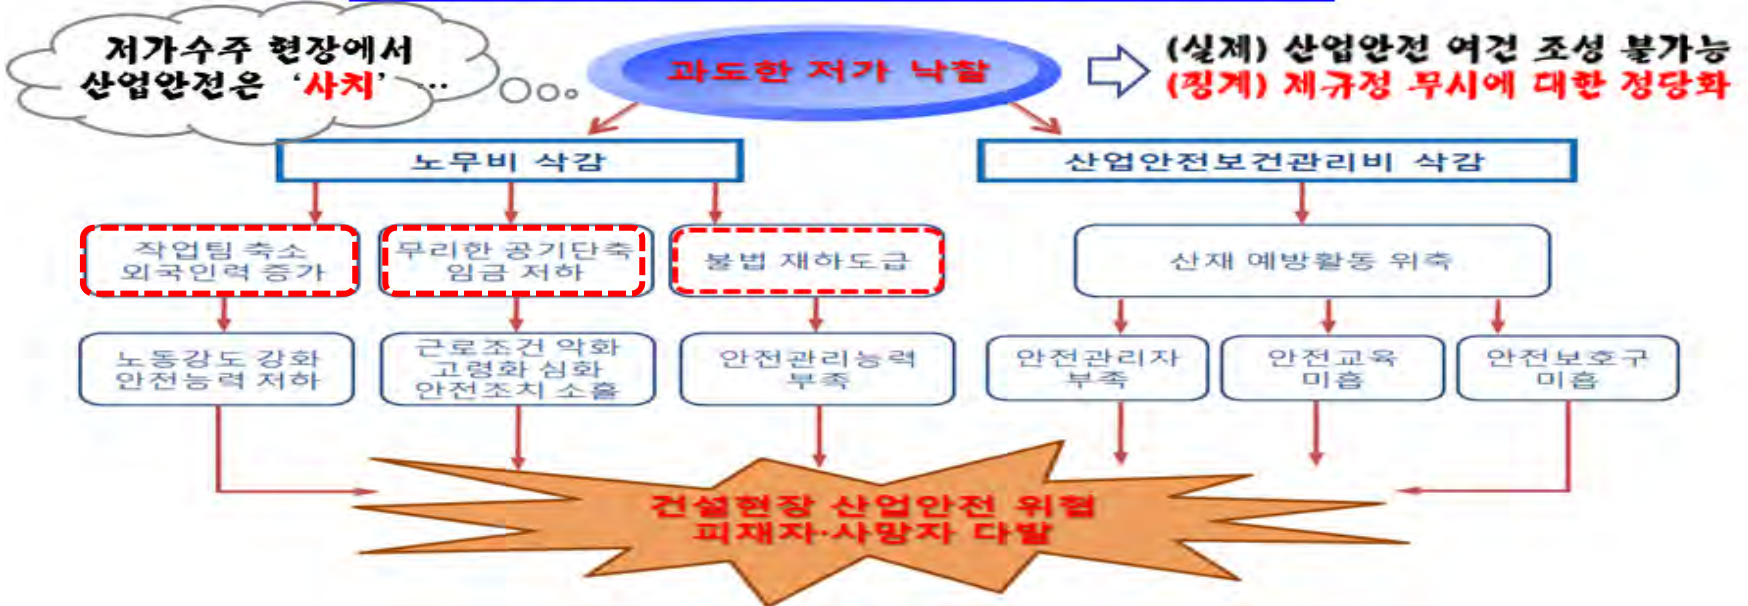 저가수주 현장에서
산업안전은 ‘사치’…
과도한 저가 낙찰
(실제) 산업안전 여건 조성 불가능
(핑계) 제규정 무시에 대한 정당화
노무비 삭감
산업안전보건관리비 삭감
작업팀 축소
외국인력 증가
무리한 공기단축
임금 저하
불법 재하도급
산재 예방활동 위축
노동강도 강화
안전능력 저하
근로조건 악화
고령화 심화
안전조치 소홀
안전관리능력
부족
안전관리자
부족
안전교육
미흡
안전보호구
미흡
건설현장 산업안전 위협
피재자·사망자 다발